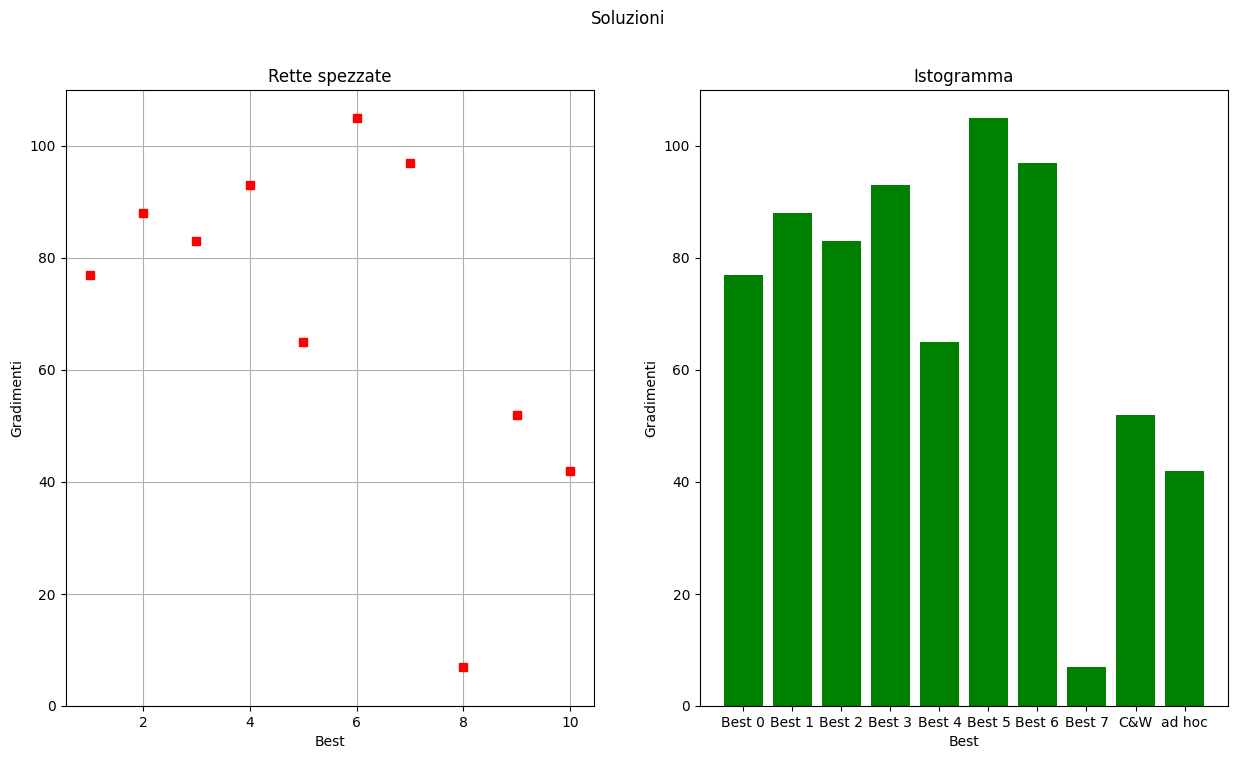 Soluzioni
Rette spezzate
Gradimenti
100
80
60
40
20
0
2 4 6 8 10
Best
Istogramma
Gradimenti
100
80
60
40
20
0
Best 0 Best 1 Best 2 Best 3 Best 4 Best 5 Best 6 Best 7 C&W ad hoc
Best